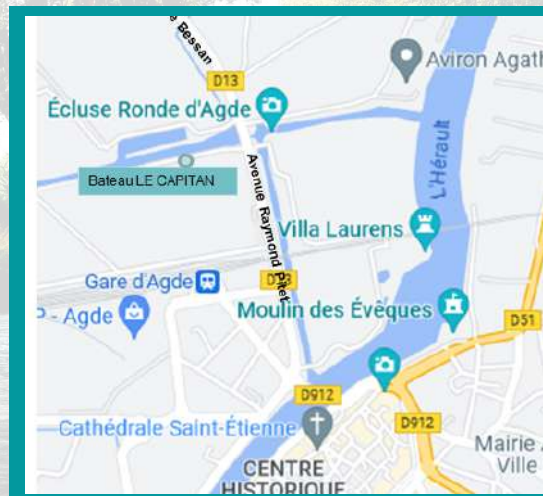 e Bessan
D13
Aviron Agath
Écluse Ronde d'Agde
L'Hérault
Bateau LE CAPITAN
Avenue Raymond Pitet
Villa Laurens
Gare d'Agde
D13
P - Agde
Moulin des Évêques
D51
D912
D912
Cathédrale Saint-Étienne
Mairie A
Ville
CENTRE
HISTORIQUE